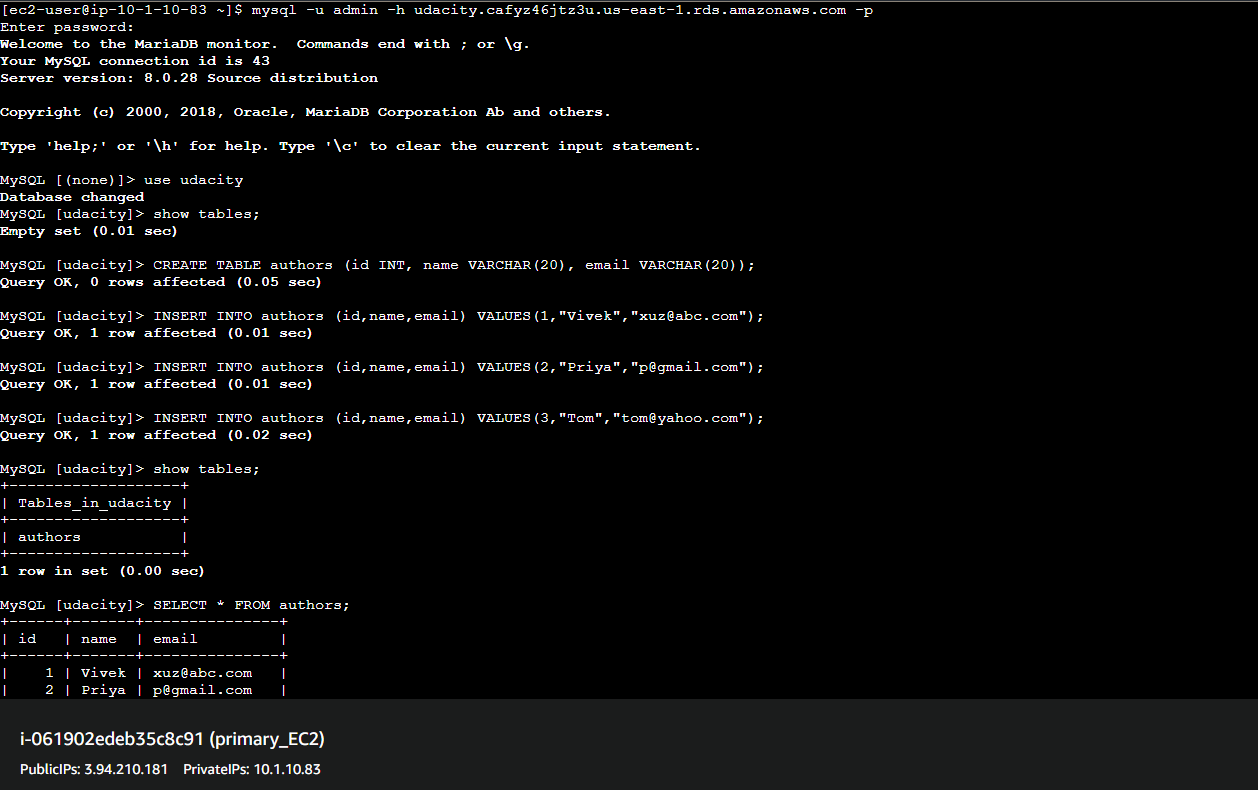 [ec2-user@ip-10-1-10-83 ~]$ mysql -u admin -h udacity.cafyz46jtz3u.us-east-1.rds.amazonaws.com -p
Enter password:
Welcome to the MariaDB monitor.  Commands end with ; or \g.
Your MySQL connection id is 43
Server version: 8.0.28 Source distribution

Copyright (c) 2000, 2018, Oracle, MariaDB Corporation Ab and others.

Type 'help;' or '\h' for help. Type '\c' to clear the current input statement.

MySQL [(none)]> use udacity
Database changed
MySQL [udacity]> show tables;
Empty set (0.01 sec)

MySQL [udacity]> CREATE TABLE authors (id INT, name VARCHAR(20), email VARCHAR(20));
Query OK, 0 rows affected (0.05 sec)

MySQL [udacity]> INSERT INTO authors (id,name,email) VALUES(1,"Vivek","xuz@abc.com");
Query OK, 1 row affected (0.01 sec)

MySQL [udacity]> INSERT INTO authors (id,name,email) VALUES(2,"Priya","p@gmail.com");
Query OK, 1 row affected (0.01 sec)

MySQL [udacity]> INSERT INTO authors (id,name,email) VALUES(3,"Tom","tom@yahoo.com");
Query OK, 1 row affected (0.02 sec)

MySQL [udacity]> show tables;
+-------------------+
| Tables_in_udacity |
+-------------------+
| authors           |
+-------------------+
1 row in set (0.00 sec)

MySQL [udacity]> SELECT * FROM authors;
+------+-------+---------------+
| id   | name  | email         |
+------+-------+---------------+
|    1 | Vivek | xuz@abc.com   |
|    2 | Priya | p@gmail.com   |
i-061902edeb35c8c91 (primary_EC2)
PublicIPs: 3.94.210.181    PrivateIPs: 10.1.10.83